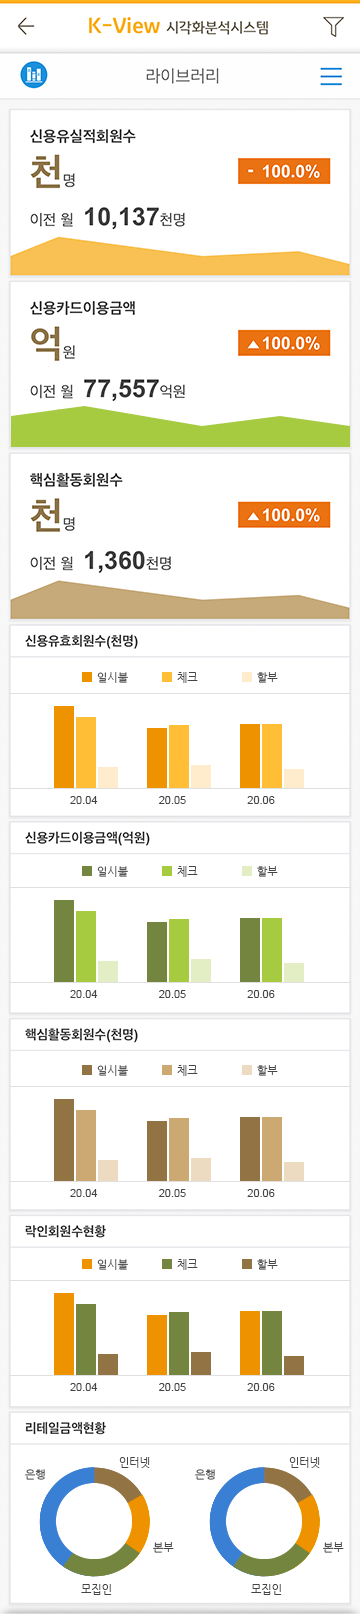 K-View 시각화분석시스템
라이브러리
신용유실적회원수
천명
- 100.0%
이전 월 10,137천명
신용카드이용금액
억원
▲100.0%
이전 월 77,557억원
핵심활동회원수
천명
▲100.0%
이전 월 1,360천명
신용유효회원수(천명)
일시불 체크 할부
20.04 20.05 20.06
신용카드이용금액(억원)
일시불 체크 할부
20.04 20.05 20.06
핵심활동회원수(천명)
일시불 체크 할부
20.04 20.05 20.06
락인회원수현황
일시불 체크 할부
20.04 20.05 20.06
리테일금액현황
인터넷 인터넷
은행 은행
본부 본부
모집인 모집인